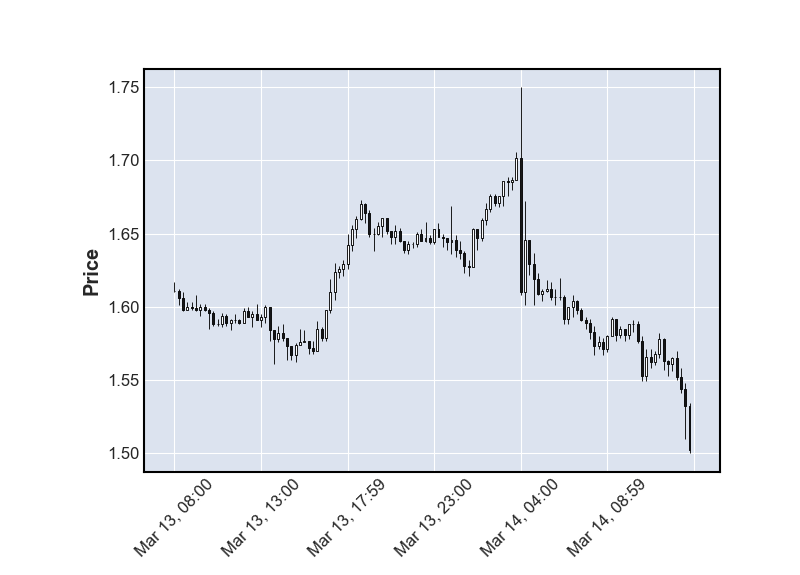 1.75
1.70
1.65
1.60
1.55
1.50
Price
Mar 13, 08:00
Mar 13, 13:00
Mar 13, 17:59
Mar 13, 23:00
Mar 14, 04:00
Mar 14, 08:59